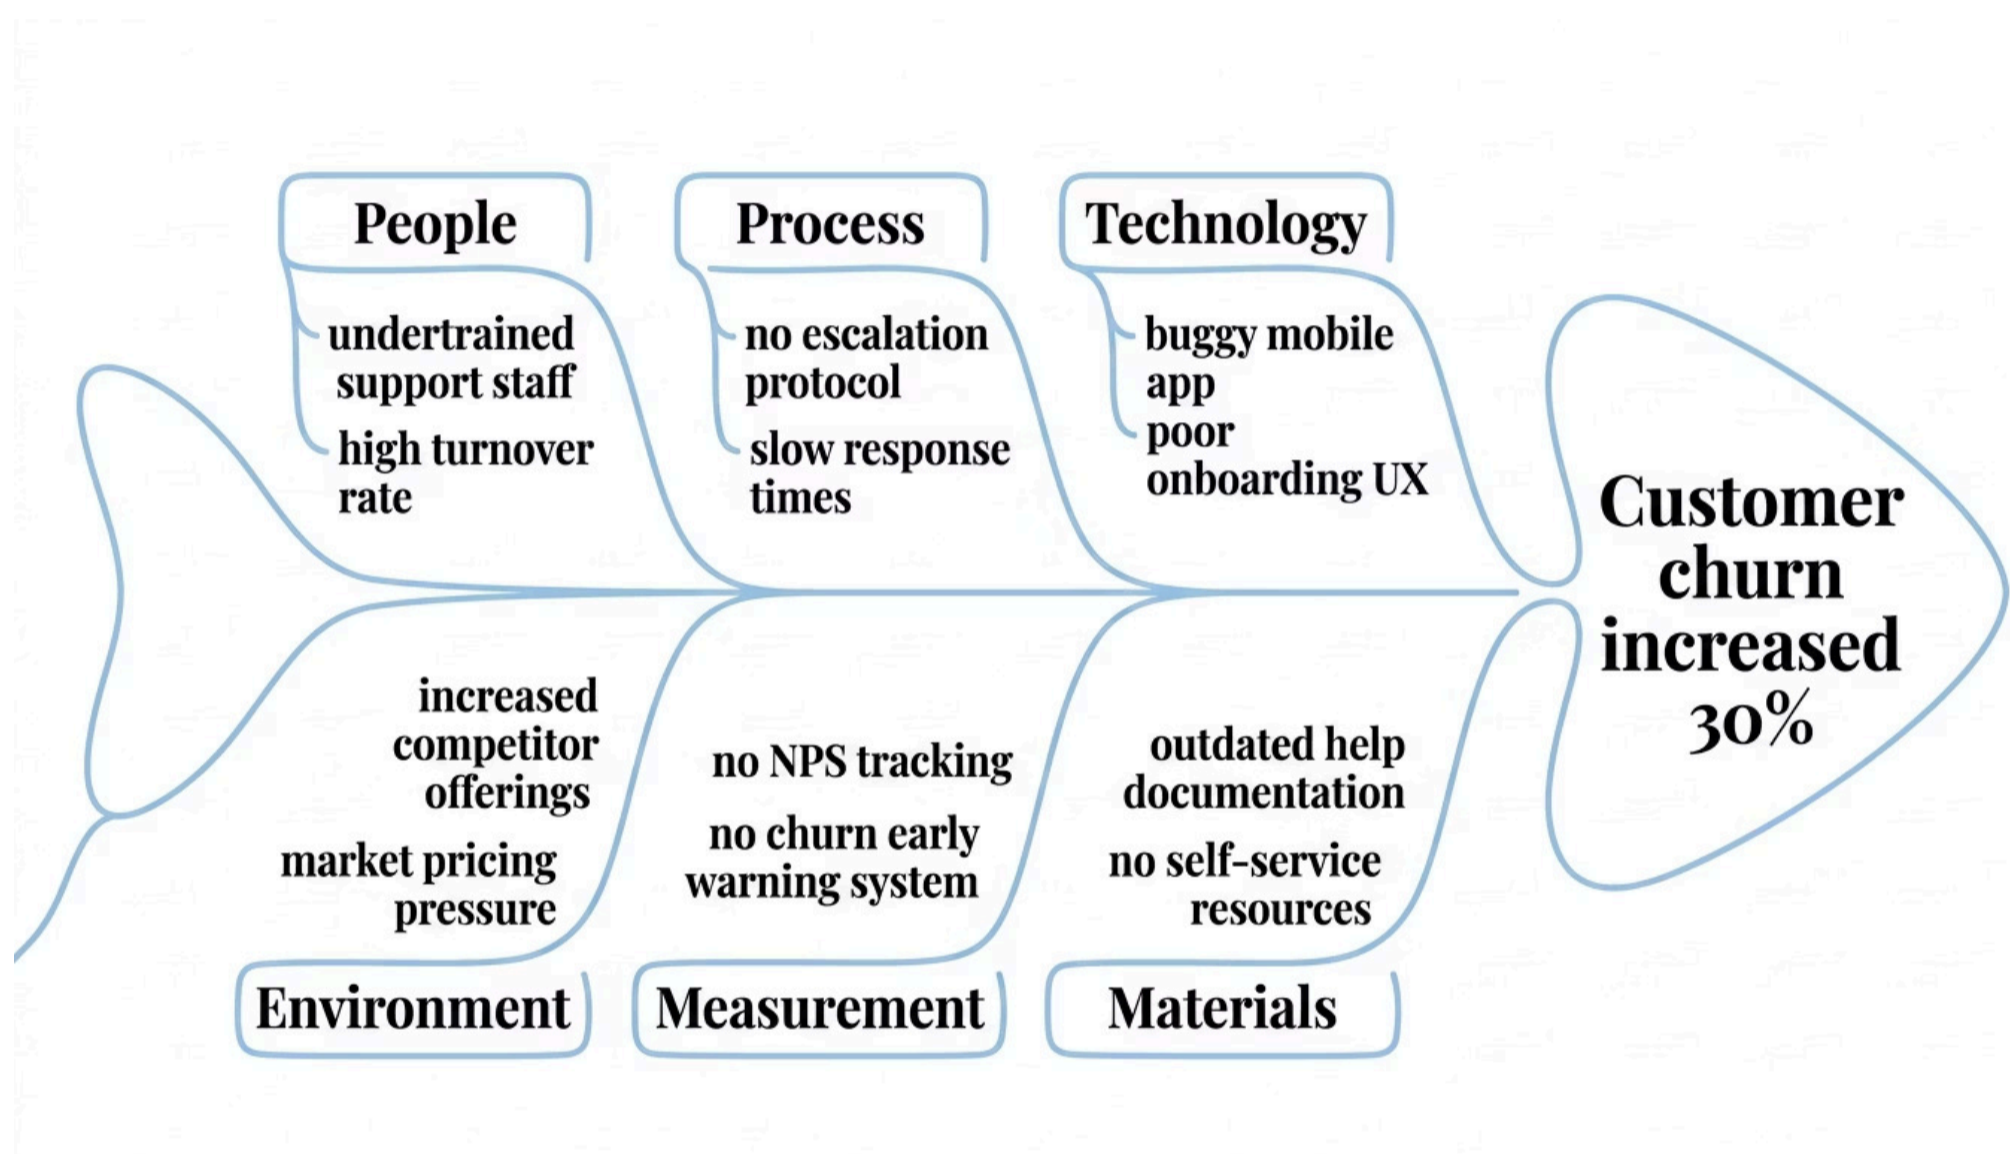 People
undertrained
support staff
high turnover
rate
Process
no escalation
protocol
slow response
times
Technology
buggy mobile
app
poor
onboarding UX
Customer
churn
increased
30%
increased
competitor
offerings
market pricing
pressure
Environment
no NPS tracking
no churn early
warning system
Measurement
outdated help
documentation
no self-service
resources
Materials